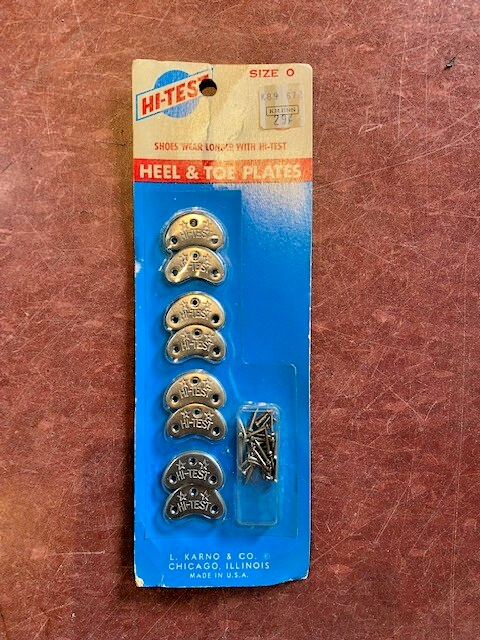 SIZE 0
HI-TEST
29¢
SHOES WEAR LONGER WITH HI-TEST
HEEL & TOE PLATES
HI-TEST
HI-TEST
HI-TEST
HI-TEST
HI-TEST
HI-TEST
HI-TEST
HI-TEST
L. KARNO & CO. ©
CHICAGO, ILLINOIS
MADE IN U.S.A.